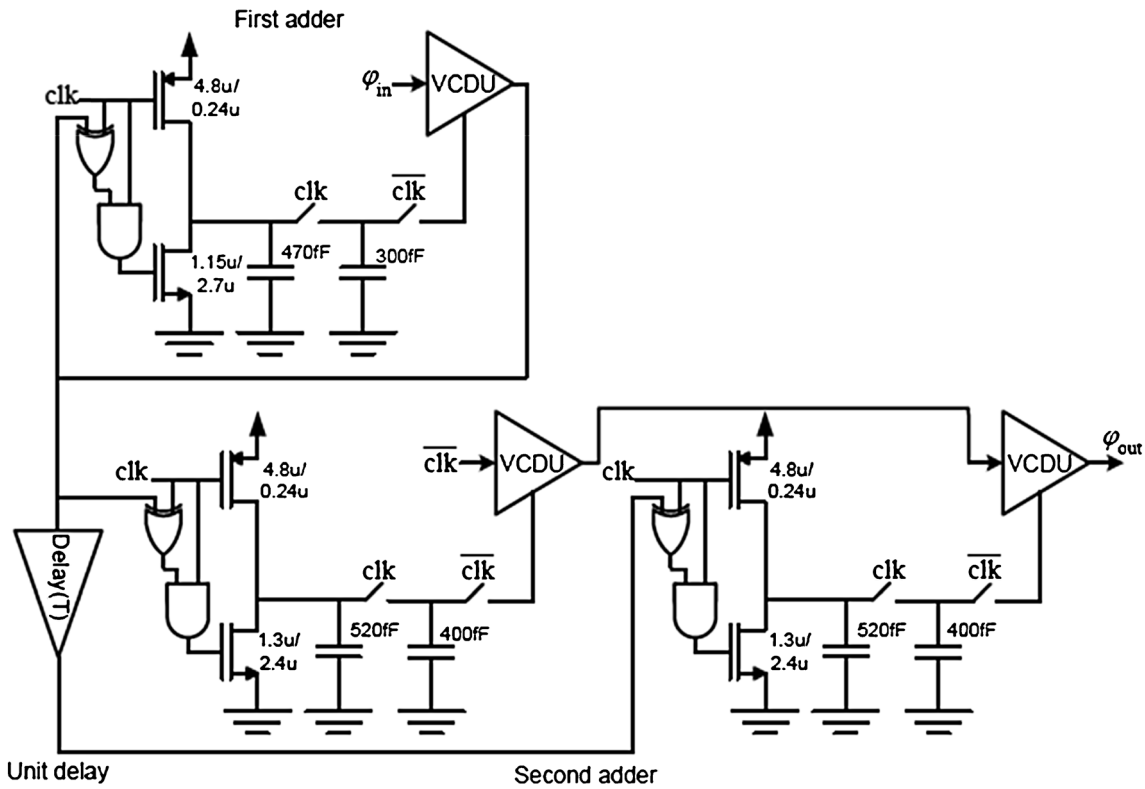 First adder
clk
4.8u/
0.24u
φin
VCDU
clk
clk
470fF
300fF
1.15u/
2.7u
clk
4.8u/
0.24u
clk
VCDU
clk
4.8u/
0.24u
VCDU
φout
Delay(T)
clk
clk
520fF
400fF
1.3u/
2.4u
clk
clk
520fF
400fF
1.3u/
2.4u
Unit delay
Second adder